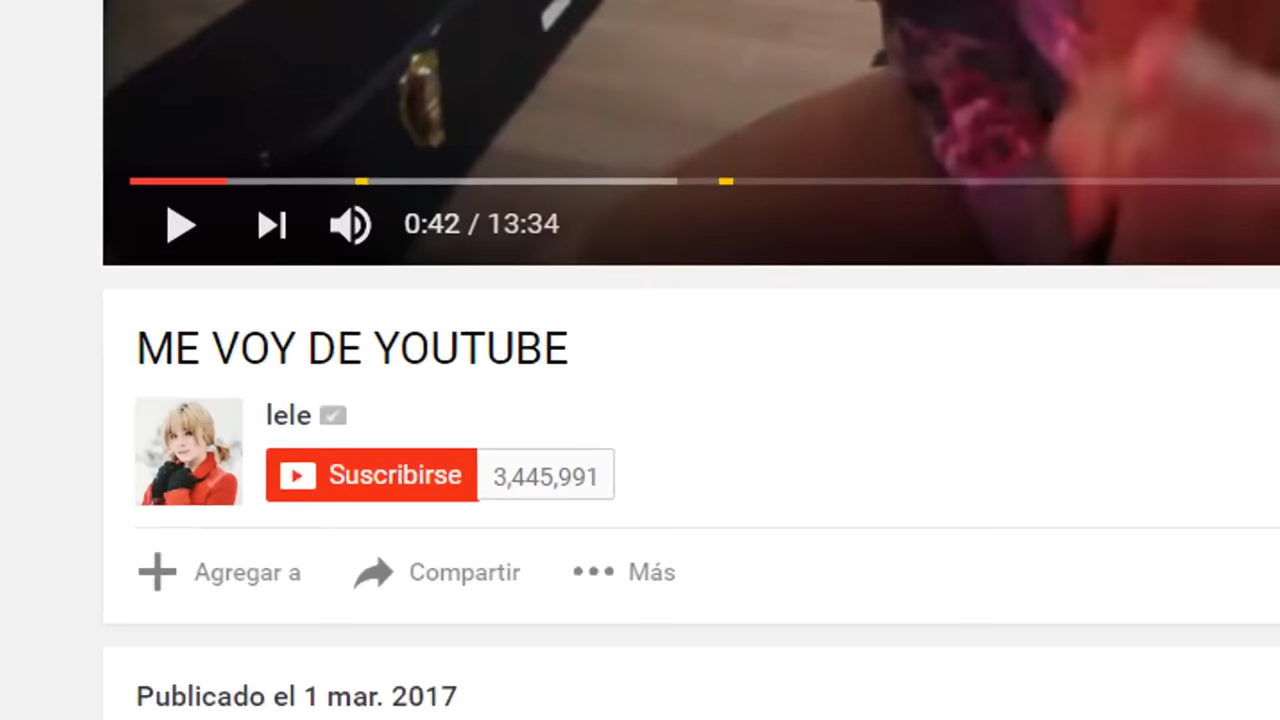 0:42 / 13:34
ME VOY DE YOUTUBE
lele
Suscribirse 3,445,991
Agregar a Compartir Más
Publicado el 1 mar. 2017